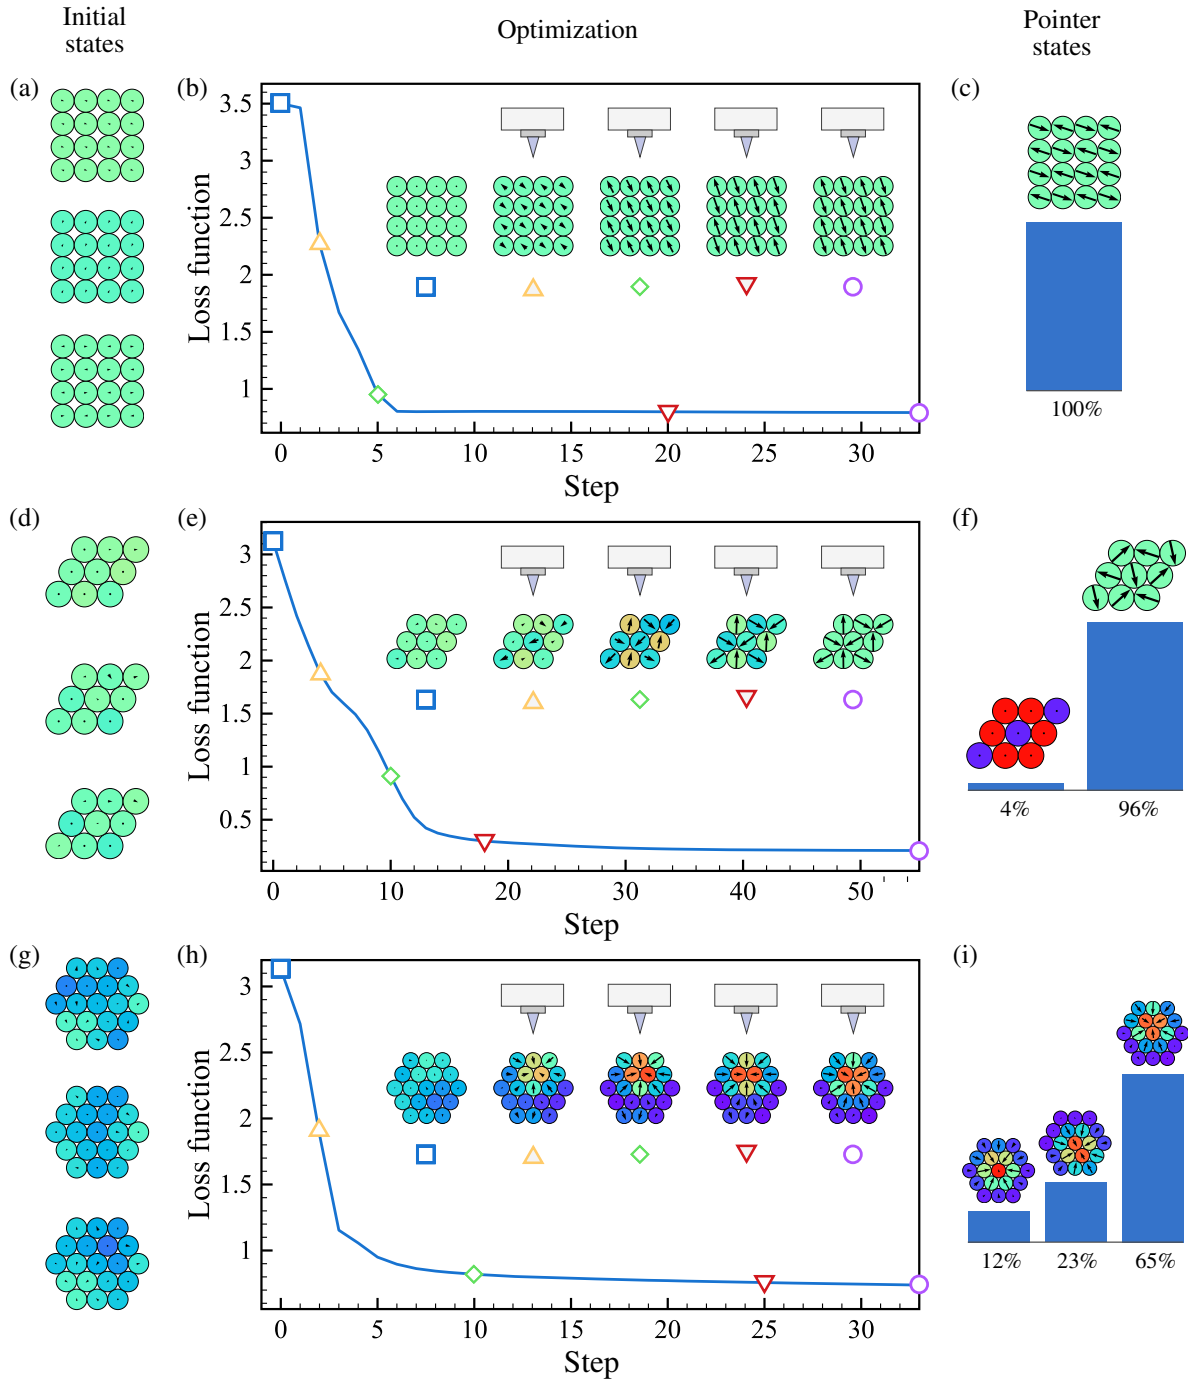 Initial
states
Optimization
Pointer
states
(a)
(b)
3.5
3
2.5
2
1.5
1
Loss function
0
5
10
15
20
25
30
Step
(c)
100%
(d)
(e)
3
2.5
2
1.5
1
0.5
Loss function
0
10
20
30
40
50
Step
(f)
4%
96%
(g)
(h)
3
2.5
2
1.5
1
Loss function
0
5
10
15
20
25
30
Step
(i)
12%
23%
65%